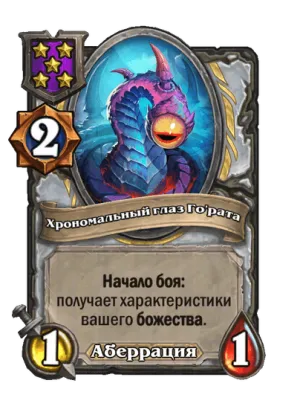 2
Хрономальный глаз Го'рата
Начало боя:
получает характеристики
вашего божества.
1
Аберрация
1